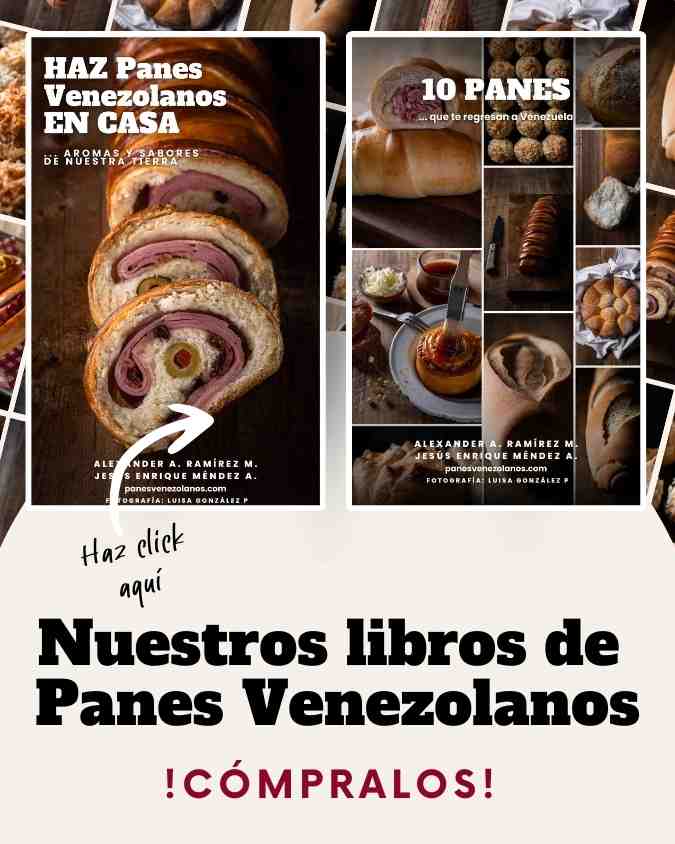 HAZ Panes
Venezolanos
EN CASA
... AROMAS Y SABORES
DE NUESTRA TIERRA
ALEXANDER A. RAMÍREZ M.
JESÚS ENRIQUE MÉNDEZ A.
panesvenezolanos.com
FOTOGRAFÍA: LUISA GONZÁLEZ P
10 PANES
... que te regresan a Venezuela
ALEXANDER A. RAMÍREZ M.
JESÚS ENRIQUE MÉNDEZ A.
panesvenezolanos.com
FOTOGRAFÍA: LUISA GONZÁLEZ P
Haz click
aquí
Nuestros libros de
Panes Venezolanos
!CÓMPRALOS!